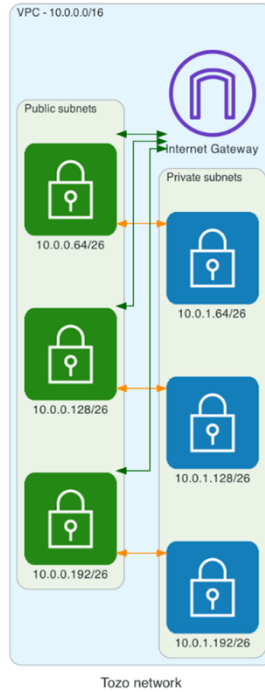 VPC - 10.0.0.0/16
Internet Gateway
Public subnets
Private subnets
10.0.0.64/26
10.0.1.64/26
10.0.0.128/26
10.0.1.128/26
10.0.0.192/26
10.0.1.192/26
Tozo network